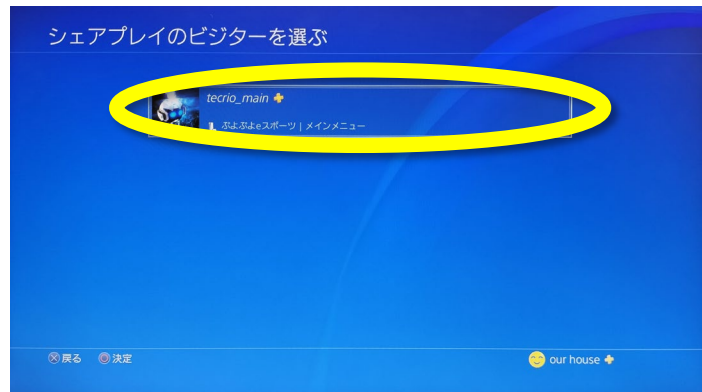 シェアプレイのビジターを選ぶ
tecrio_main
ぷよぷよeスポーツ | メインメニュー
戻る 決定
our house